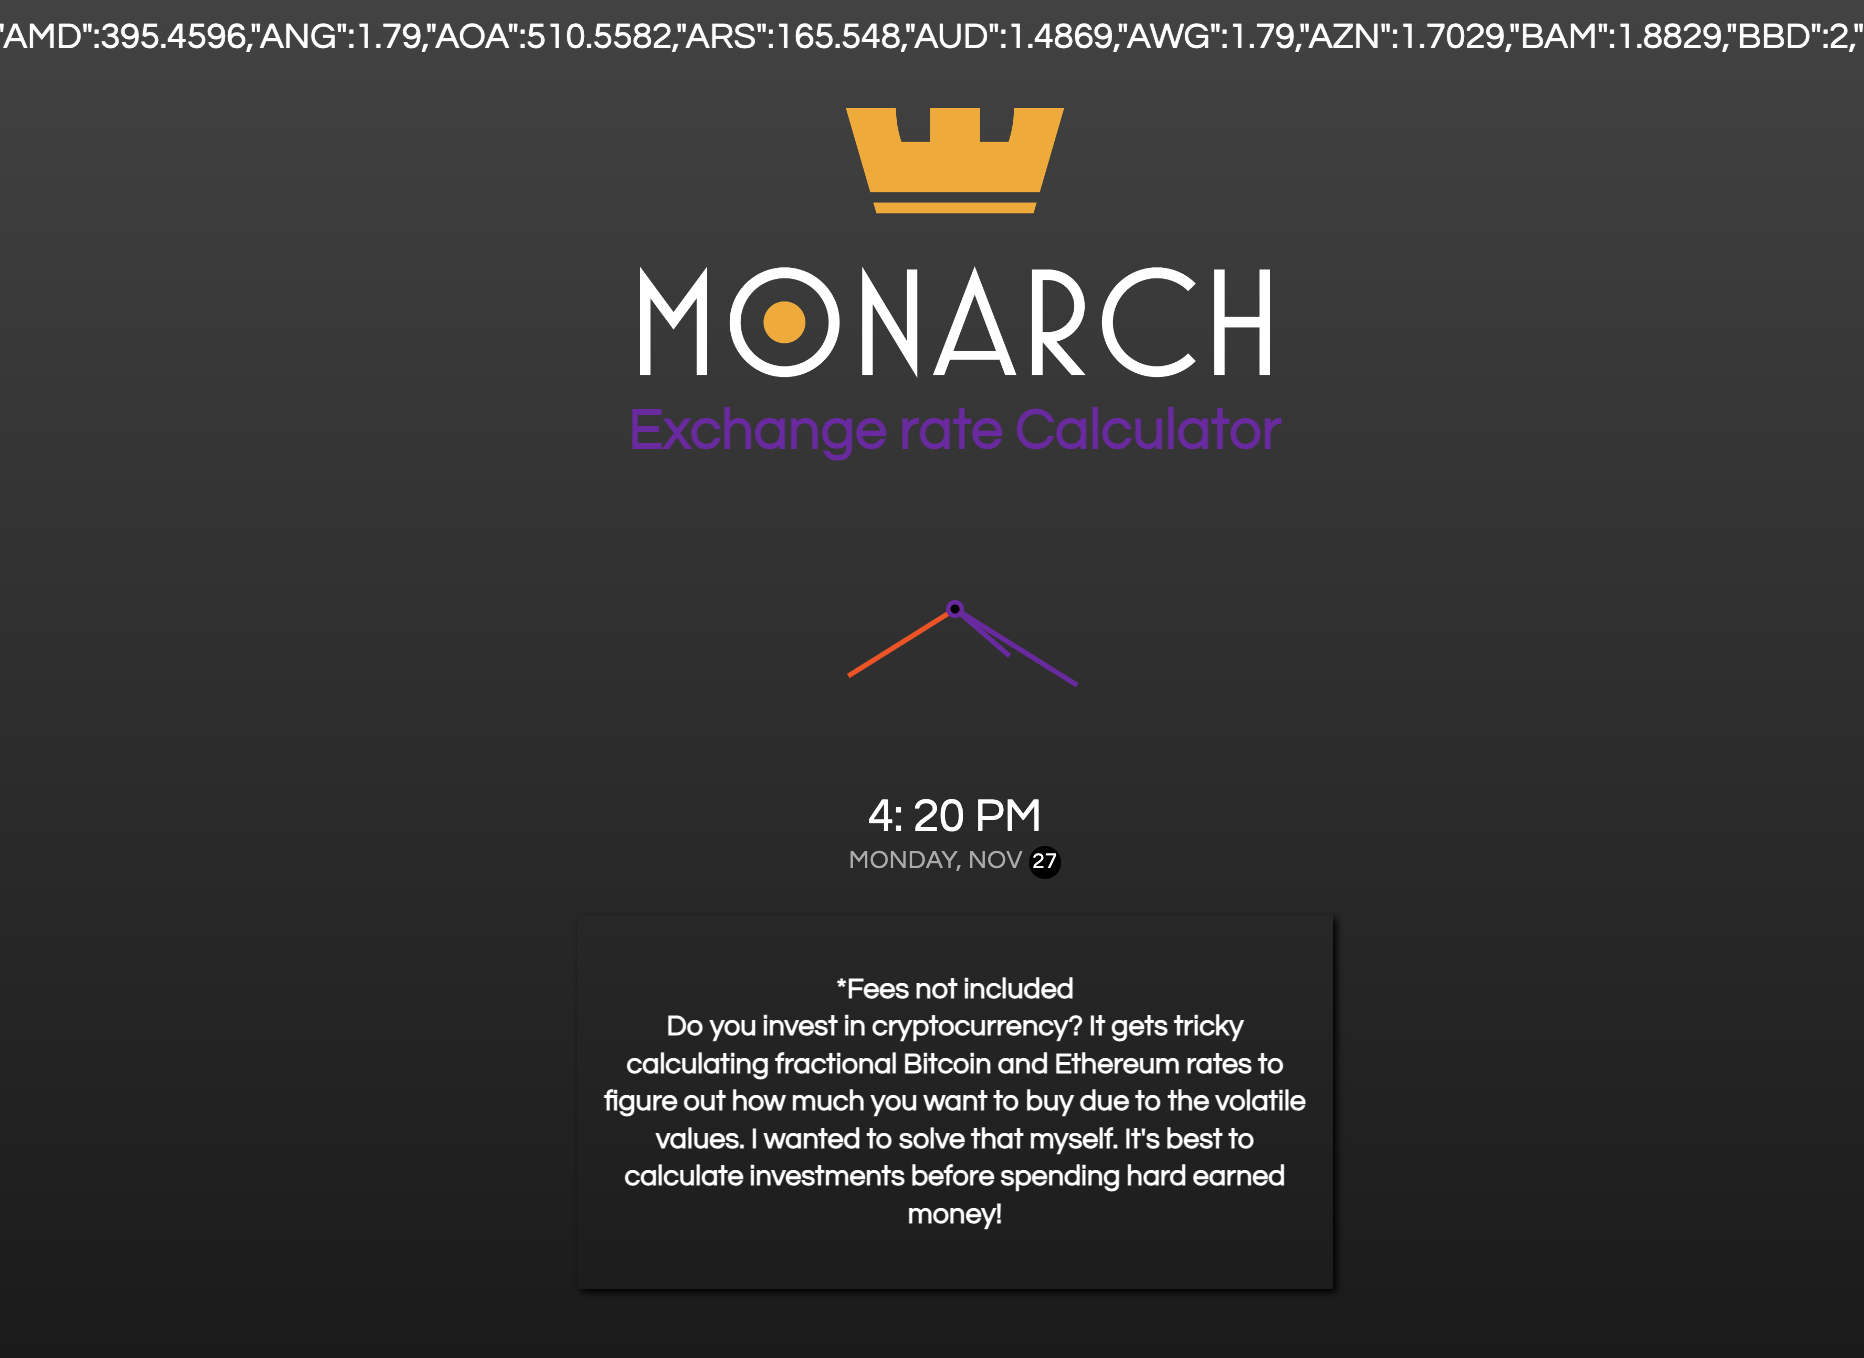 "AMD":395.4596,"ANG":1.79,"AOA":510.5582,"ARS":165.548,"AUD":1.4869,"AWG":1.79,"AZN":1.7029,"BAM":1.8829,"BBD":2,"
MONARCH
Exchange rate Calculator
4: 20 PM
MONDAY, NOV 27
*Fees not included
Do you invest in cryptocurrency? It gets tricky
calculating fractional Bitcoin and Ethereum rates to
figure out how much you want to buy due to the volatile
values. I wanted to solve that myself. It's best to
calculate investments before spending hard earned
money!